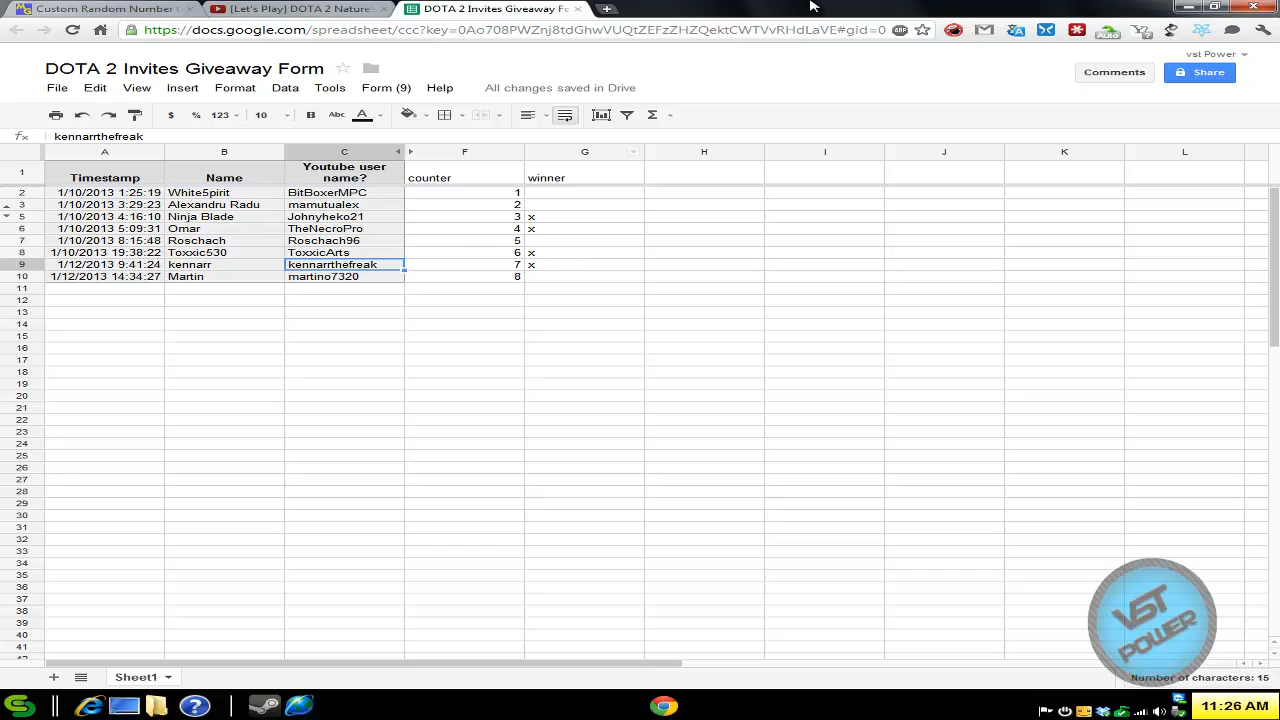 Custom Random Number G
[Let's Play] DOTA 2 Nature's
DOTA 2 Invites Giveaway Fo
https://docs.google.com/spreadsheet/ccc?key=0Ao708PWZnj8tdGhwVUQtZEFzZHZQektCWTVvRHdLaVE#gid=0
vst Power
DOTA 2 Invites Giveaway Form
Comments
Share
File Edit View Insert Format Data Tools Form (9) Help All changes saved in Drive
$ % 123 10 B Abc A Σ
fx kennarrthefreak
A B C F G H I J K L
1 Timestamp Name Youtube user name? counter winner
2 1/10/2013 1:25:19 White5pirit BitBoxerMPC 1
3 1/10/2013 3:29:23 Alexandru Radu mamutualex 2
5 1/10/2013 4:16:10 Ninja Blade Johnyheko21 3 x
6 1/10/2013 5:09:31 Omar TheNecroPro 4 x
7 1/10/2013 8:15:48 Roschach Roschach96 5
8 1/10/2013 19:38:22 Toxxic530 ToxxicArts 6 x
9 1/12/2013 9:41:24 kennarr kennarrthefreak 7 x
10 1/12/2013 14:34:27 Martin martino7320 8
11
12
13
14
15
16
17
18
19
20
21
22
23
24
25
26
27
28
29
30
31
32
33
34
35
36
37
38
39
40
41
VST
POWER
Sheet1
Number of characters: 15
11:26 AM